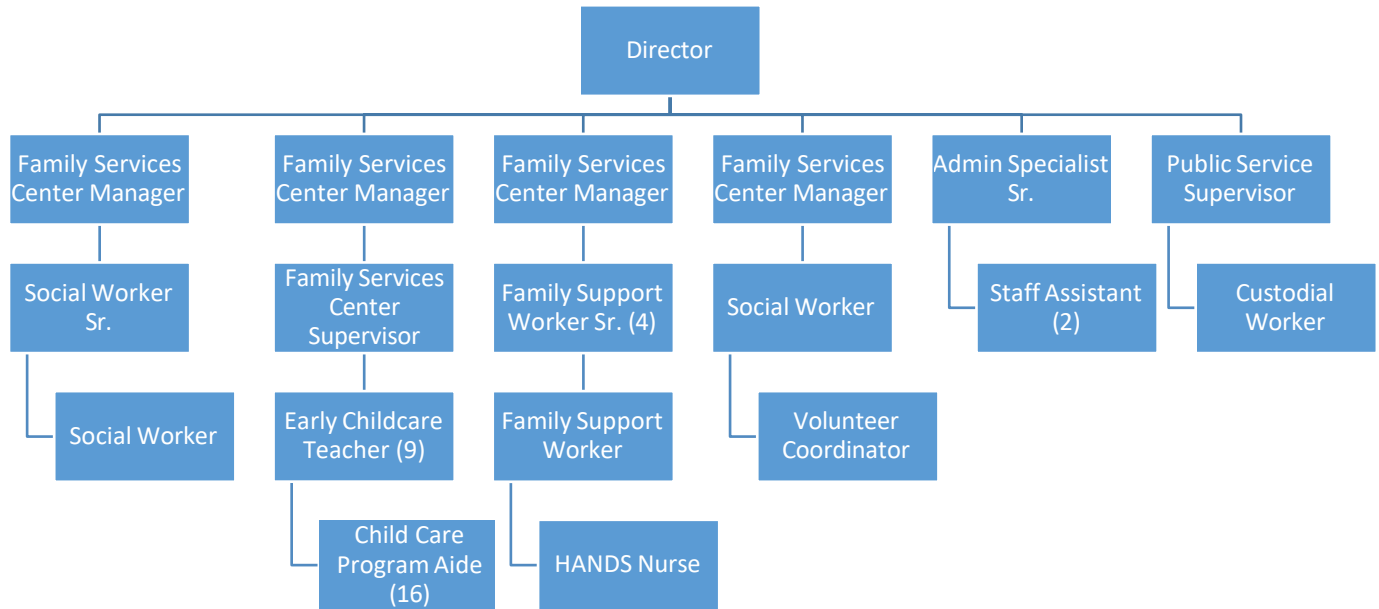 Director
Family Services
Center Manager
Family Services
Center Manager
Family Services
Center Manager
Family Services
Center Manager
Admin Specialist
Sr.
Public Service
Supervisor
Social Worker
Sr.
Family Services
Center
Supervisor
Family Support
Worker Sr. (4)
Social Worker
Staff Assistant
(2)
Custodial
Worker
Social Worker
Early Childcare
Teacher (9)
Family Support
Worker
Volunteer
Coordinator
Child Care
Program Aide
(16)
HANDS Nurse